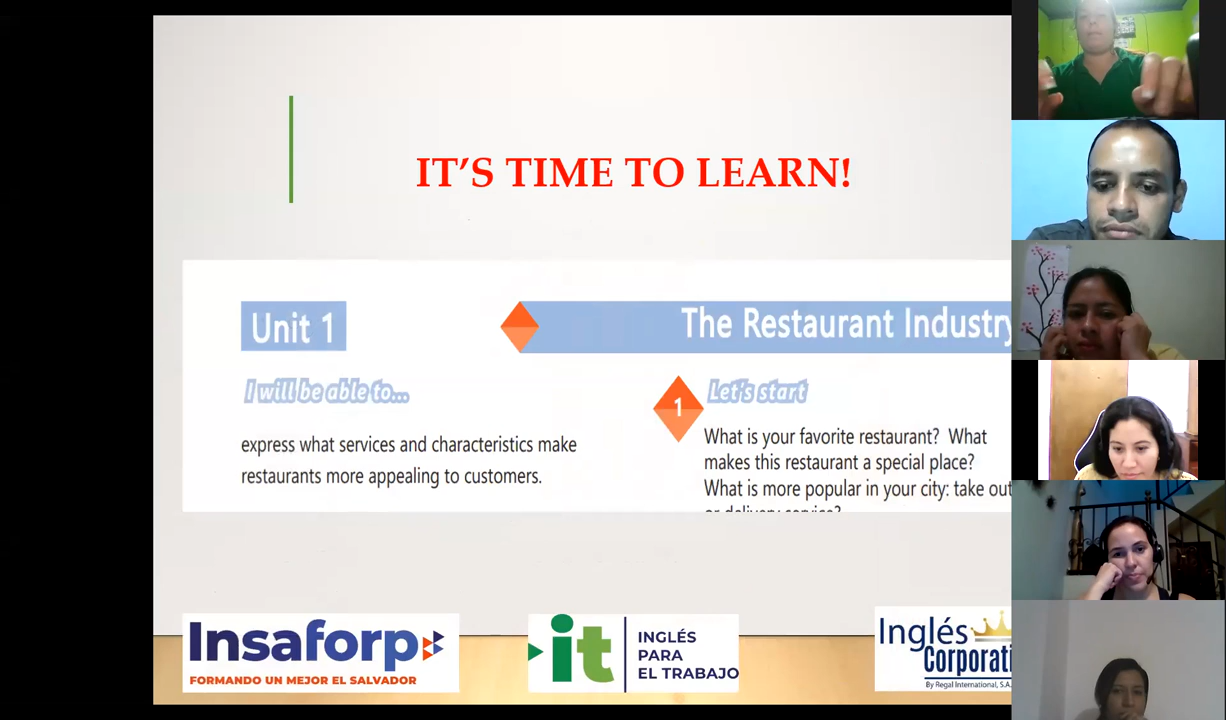 IT'S TIME TO LEARN!
Unit 1
The Restaurant Industry
I will be able to...
express what services and characteristics make
restaurants more appealing to customers.
1
Let's start
What is your favorite restaurant? What
makes this restaurant a special place?
What is more popular in your city: take out
or delivery service?
Insaforp
FORMANDO UN MEJOR EL SALVADOR
it
INGLÉS
PARA
EL TRABAJO
Inglés
Corporati
By Regal International, S.A.